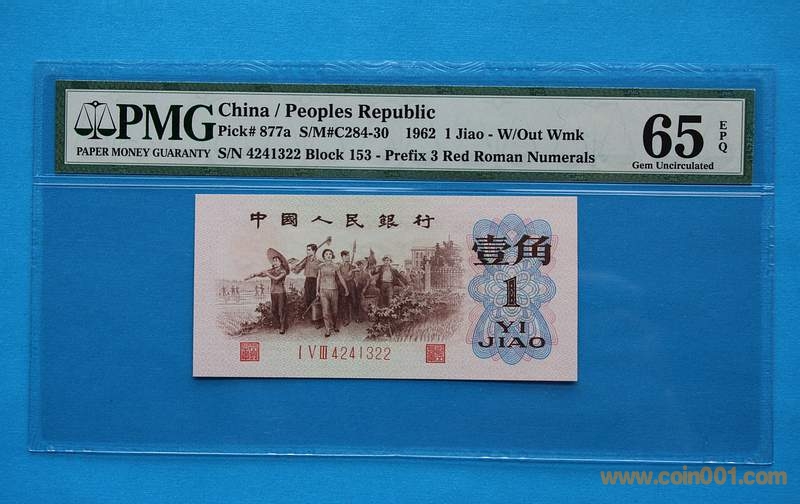 PMG
PAPER MONEY GUARANTY
China / Peoples Republic
Pick# 877a S/M#C284-30 1962 1 Jiao - W/Out Wmk
S/N 4241322 Block 153 - Prefix 3 Red Roman Numerals
65 EPQ
Gem Uncirculated
中國人民銀行
壹角
1
YI
JIAO
I V III 4241322
www.coin001.com